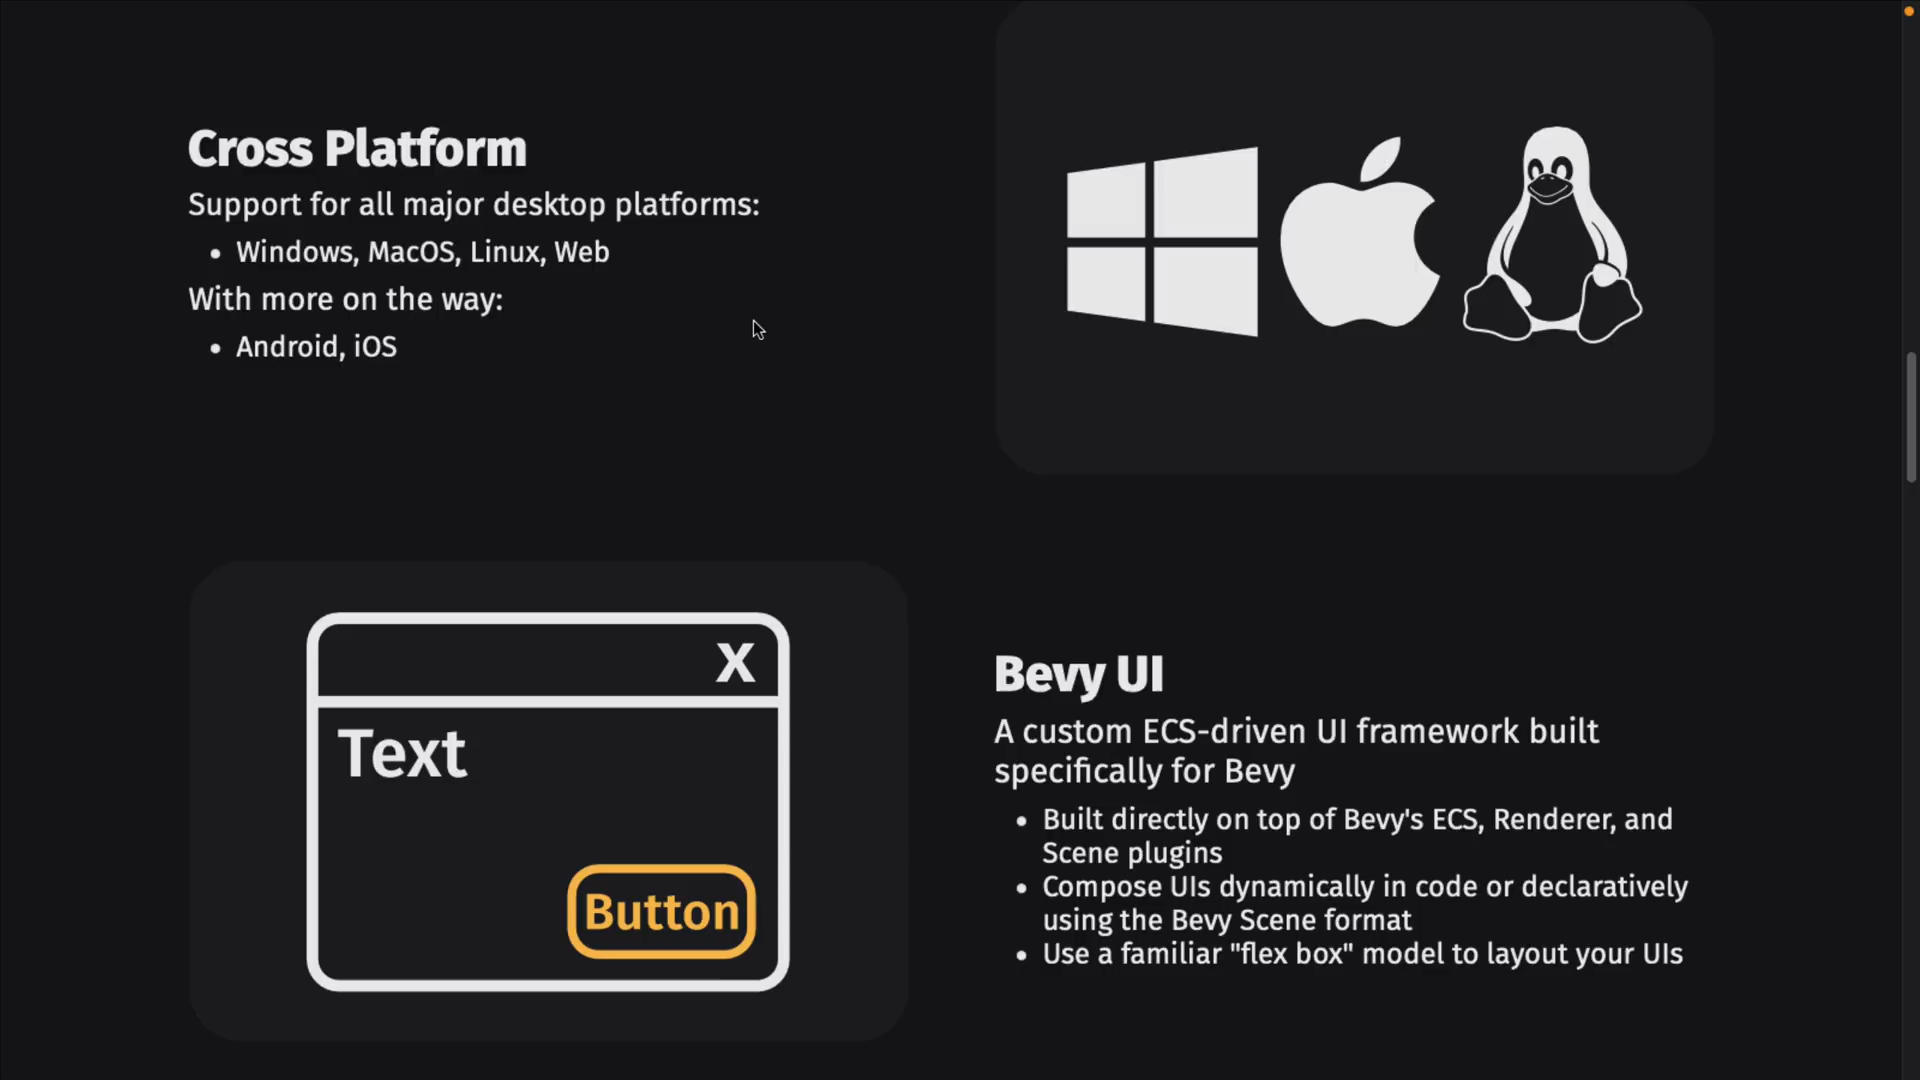 Cross Platform
Support for all major desktop platforms:
• Windows, MacOS, Linux, Web
With more on the way:
• Android, iOS
X
Text
Button
Bevy UI
A custom ECS-driven UI framework built
specifically for Bevy
• Built directly on top of Bevy's ECS, Renderer, and
Scene plugins
• Compose UIs dynamically in code or declaratively
using the Bevy Scene format
• Use a familiar "flex box" model to layout your UIs